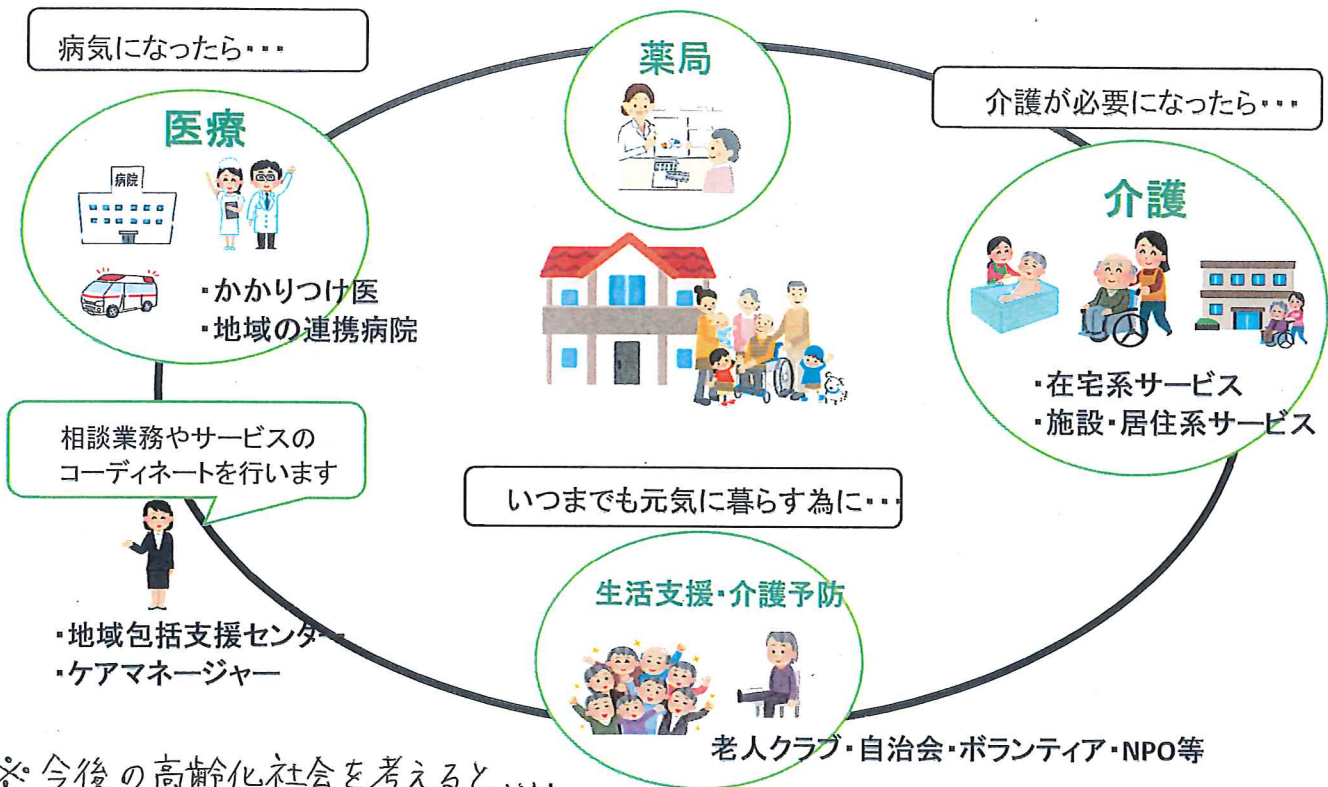 病気になったら・・・
薬局
介護が必要になったら・・・
医療
病院
・かかりつけ医
・地域の連携病院
介護
・在宅系サービス
・施設・居住系サービス
相談業務やサービスの
コーディネートを行います
いつまでも元気に暮らす為に・・・
・地域包括支援センター
・ケアマネージャー
生活支援・介護予防
老人クラブ・自治会・ボランティア・NPO等
※今後の高齢化社会を考えると....